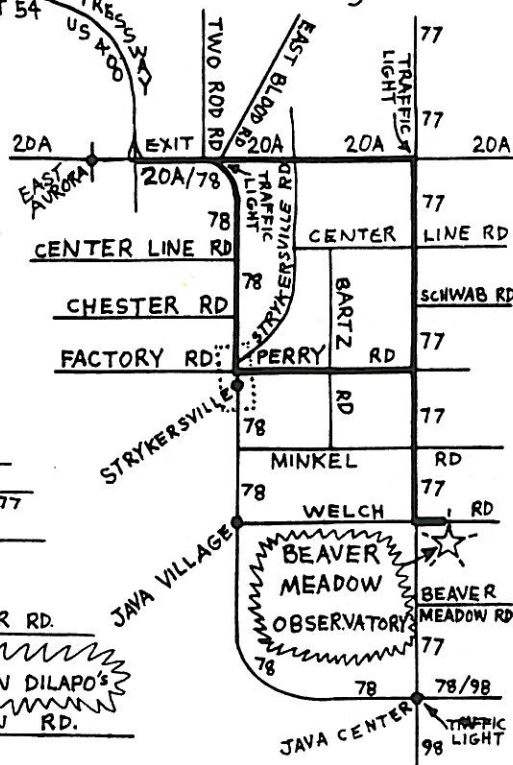 54
RESSWAY
US 400
TWO ROD RD
EAST BLOOD RD
TRAFFIC LIGHT
77
77
20A
EXIT
20A
20A
20A
EAST AURORA
20A/78
TRAFFIC LIGHT
STRYKERSVILLE RD
77
78
CENTER LINE RD
CENTER LINE RD
77
78
BARTZ RD
SCHWAB RD
CHESTER RD
77
FACTORY RD
PERRY RD
STRYKERSVILLE
78
77
MINKEL RD
77
78
77
WELCH RD
JAVA VILLAGE
BEAVER
MEADOW
OBSERVATORY
BEAVER
MEADOW RD
R RD.
77
N DILAPO's
78
78
78/98
RD.
JAVA CENTER
TRAFFIC
LIGHT
98